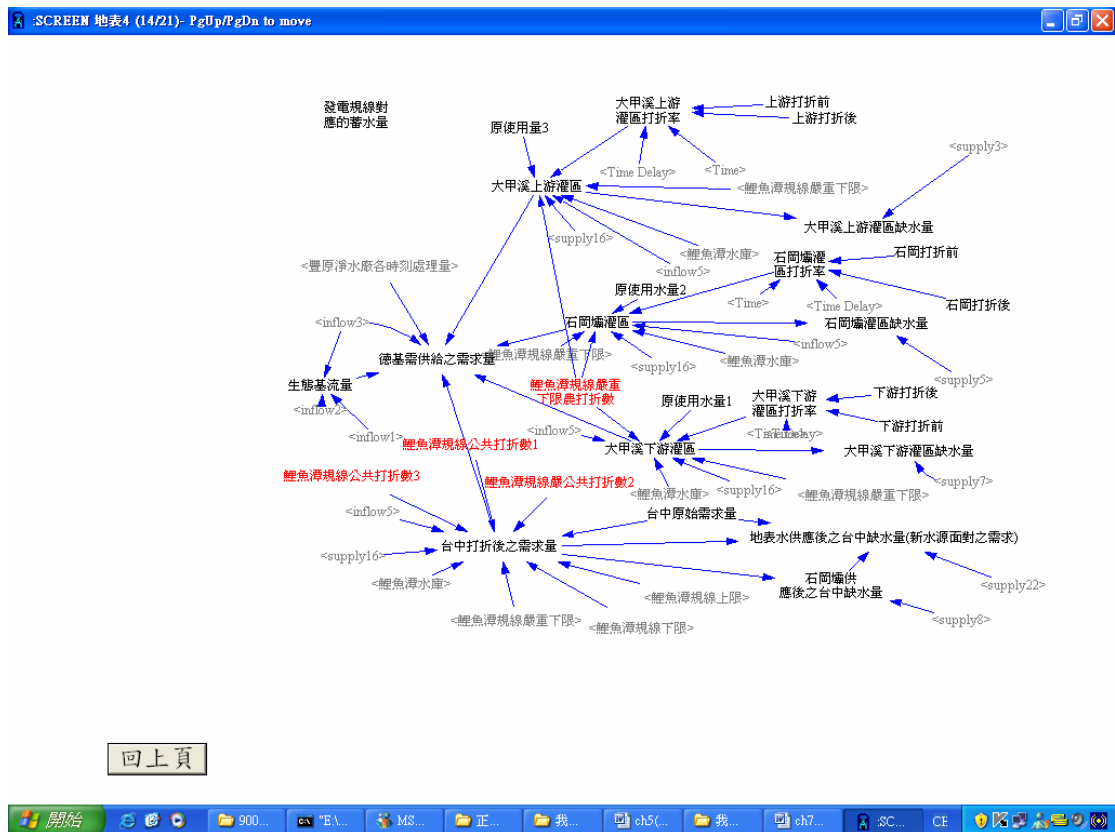 :SCREEN 地表4 (14/21)- PgUp/PgDn to move
發電規線對
應的蓄水量
原使用量3
大甲溪上游
灌區打折率
上游打折前
上游打折後
<Time Delay>
<Time>
<supply3>
大甲溪上游灌區
<鯉魚潭規線嚴重下限>
大甲溪上游灌區缺水量
<supply16>
<鯉魚潭水庫>
<inflow5>
<豐原淨水廠各時刻處理量>
石岡壩灌
區打折率
石岡打折前
石岡打折後
原使用水量2
<Time>
<Time Delay>
<inflow3>
石岡壩灌區
石岡壩灌區缺水量
<inflow5>
德基需供給之需求量
<鯉魚潭規線嚴重下限>
<鯉魚潭水庫>
<supply16>
<supply5>
生態基流量
鯉魚潭規線嚴重
下限農打折數
原使用水量1
大甲溪下游
灌區打折率
下游打折後
下游打折前
<inflow2>
<inflow1>
鯉魚潭規線公共打折數1
<inflow5>
大甲溪下游灌區
大甲溪下游灌區缺水量
鯉魚潭規線公共打折數3
鯉魚潭規線嚴公共打折數2
<鯉魚潭水庫>
<supply16>
<鯉魚潭規線嚴重下限>
<supply7>
<inflow5>
台中原始需求量
台中打折後之需求量
地表水供應後之台中缺水量(新水源面對之需求)
<supply16>
<鯉魚潭水庫>
石岡壩供
應後之台中缺水量
<supply22>
<鯉魚潭規線上限>
<鯉魚潭規線嚴重下限>
<鯉魚潭規線下限>
<supply8>
回上頁
開始
900...
"E:\...
MS...
正...
我...
ch5(...
我...
ch7...
:SC...
CH